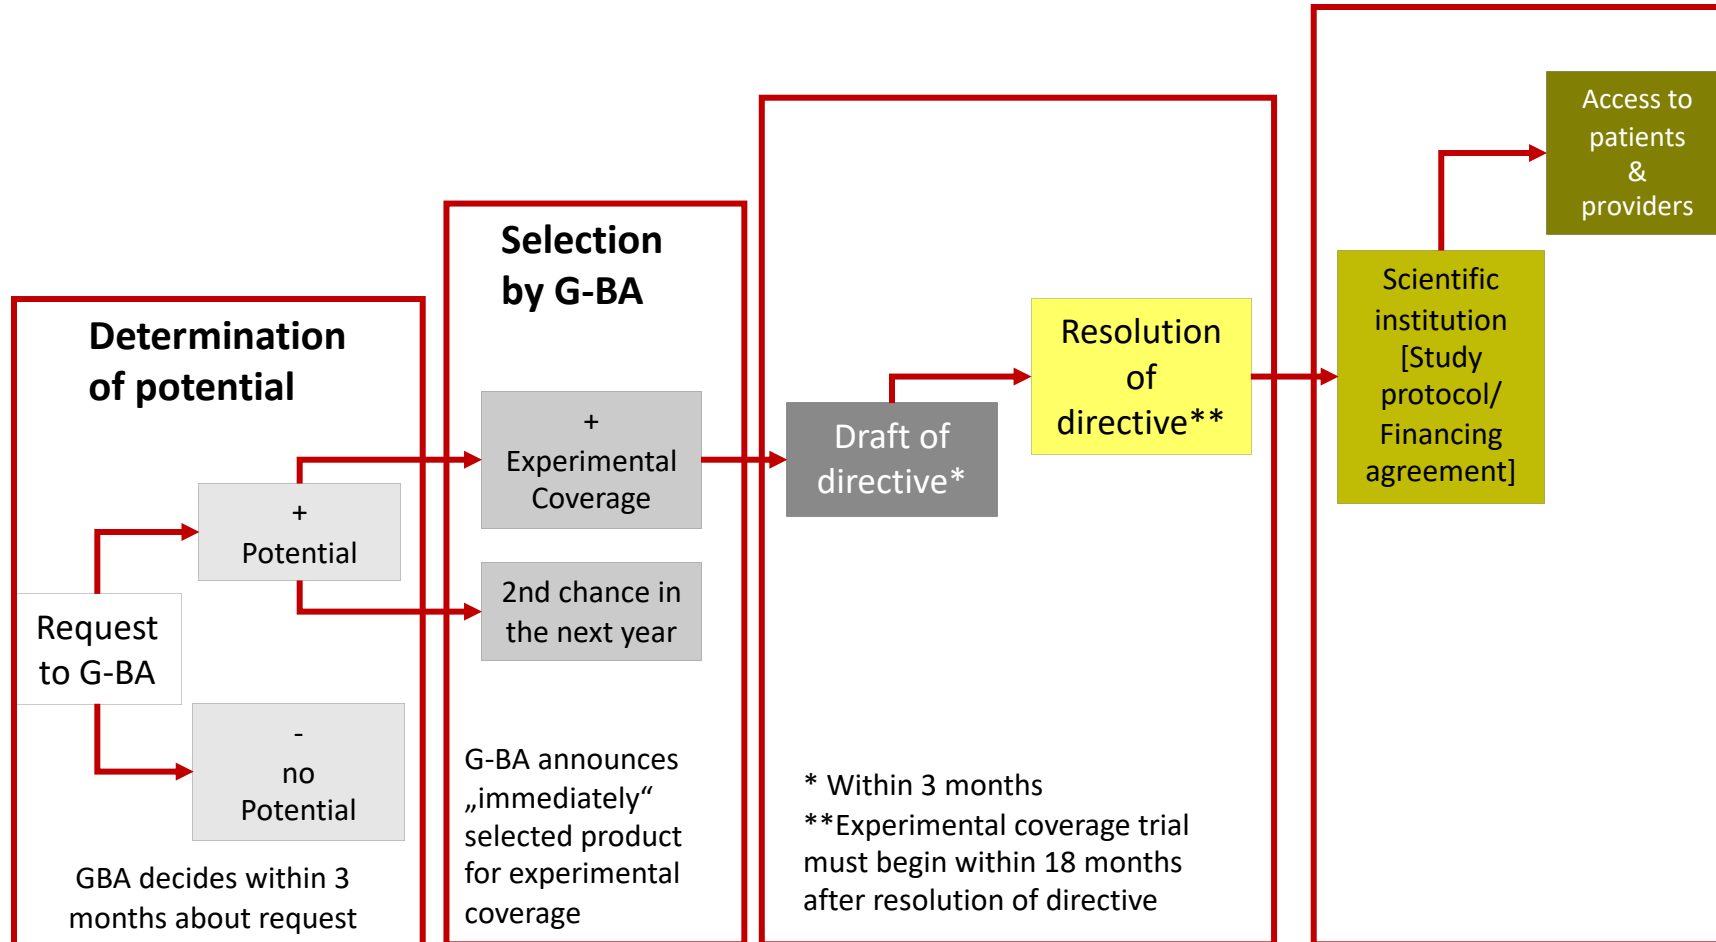 Determination
of potential
Request
to G-BA
+
Potential
-
no
Potential
GBA decides within 3
months about request
Selection
by G-BA
+
Experimental
Coverage
2nd chance in
the next year
G-BA announces
„immediately“
selected product
for experimental
coverage
Draft of
directive*
Resolution
of
directive**
* Within 3 months
**Experimental coverage trial
must begin within 18 months
after resolution of directive
Scientific
institution
[Study
protocol/
Financing
agreement]
Access to
patients
&
providers